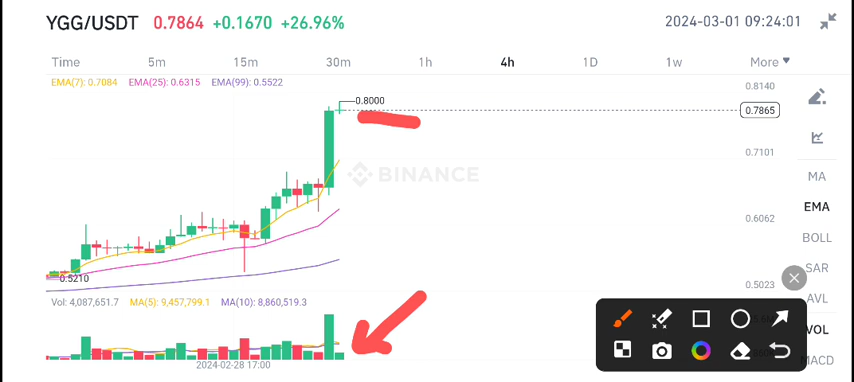 YGG/USDT 0.7864 +0.1670 +26.96% 2024-03-01 09:24:01
Time 5m 15m 30m 1h 4h 1D 1w More
EMA(7): 0.7084 EMA(25): 0.6315 EMA(99): 0.5522
0.8140
0.8000
0.7865
0.7101
BINANCE
MA
EMA
0.6062
BOLL
SAR
0.5210
0.5023
AVL
Vol: 4,087,651.7 MA(5): 9,457,799.1 MA(10): 8,860,519.3
VOL
MACD
2024-02-28 17:00